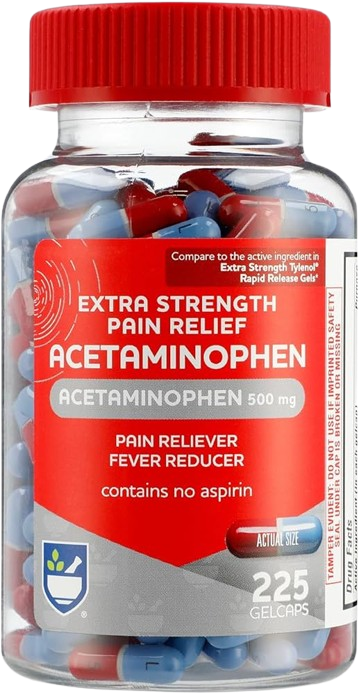 Compare to the active ingredient in
Extra Strength Tylenol®
Rapid Release Gels*
EXTRA STRENGTH
PAIN RELIEF
ACETAMINOPHEN
ACETAMINOPHEN 500 mg
PAIN RELIEVER
FEVER REDUCER
contains no aspirin
ACTUAL SIZE
225
GELCAPS
®
TAMPER EVIDENT: DO NOT USE IF IMPRINTED SAFETY
SEAL UNDER CAP IS BROKEN OR MISSING
Drug Facts